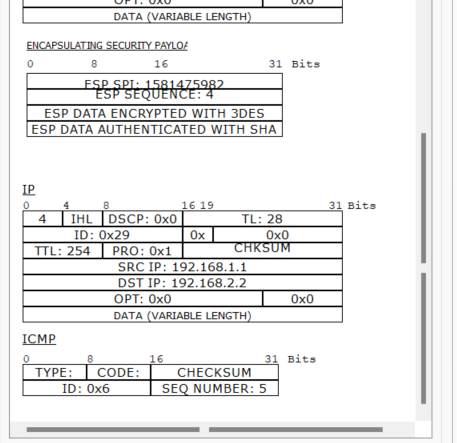 OPT: 0x0 0x0
DATA (VARIABLE LENGTH)
ENCAPSULATING SECURITY PAYLOA
0 8 16 31 Bits
ESP SPI: 1581475982
ESP SEQUENCE: 4
ESP DATA ENCRYPTED WITH 3DES
ESP DATA AUTHENTICATED WITH SHA
IP
0 4 8 16 19 31 Bits
4 IHL DSCP: 0x0 TL: 28
ID: 0x29 0x 0x0
TTL: 254 PRO: 0x1 CHKSUM
SRC IP: 192.168.1.1
DST IP: 192.168.2.2
OPT: 0x0 0x0
DATA (VARIABLE LENGTH)
ICMP
0 8 16 31 Bits
TYPE: CODE: CHECKSUM
ID: 0x6 SEQ NUMBER: 5